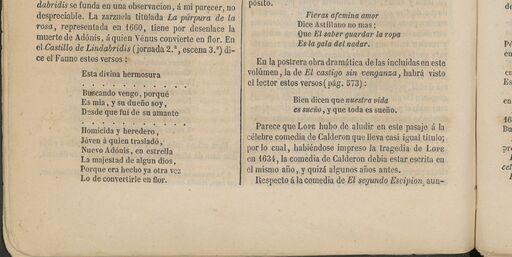 dabridis se funda en una observacion, á mi parecer, no
despreciable. La zarzuela titulada La púrpura de la
rosa, representada en 1660, tiene por desenlace la
muerte de Adónis, á quien Vénus convierte en flor. En
el Castillo de Lindabridis (jornada 2.ª, escena 3.ª) di-
ce el Fauno estos versos:
Esta divina hermosura
. . . . . . . . . . . . . .
Buscando vengo, porqué
Es mia, y su dueño soy,
Desde que fuí de su amante
. . . . . . . . . . . . . .
Homicida y heredero,
Jóven á quien trasladó,
Nuevo Adónis, en estrella
La majestad de algun dios,
Porque era hecho ya otra vez
Lo de convertirle en flor.
pósito.
Fieras afemina amor
Dice Astillano no mas;
Que El saber guardar la ropa
Es la gala del nadar.
En la postrera obra dramática de las incluidas en este
volúmen, la de El castigo sin venganza, habrá visto
el lector estos versos (pág. 573):
Bien dicen que nuestra vida
es sueño, y que toda es sueño.
Parece que LOPE hubo de aludir en este pasaje á la
célebre comedia de Calderon que lleva casi igual título;
por lo cual, habiéndose impreso la tragedia de LOPE
en 1634, la comedia de Calderon debia estar escrita en
el mismo año, y quizá algunos años antes.
Respecto á la comedia de El segundo Escipion, aun-